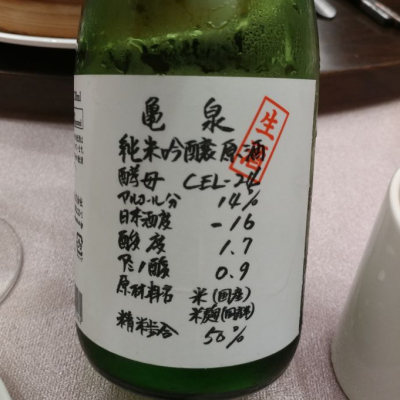 亀泉
生酒
純米吟醸原酒
酵母 CEL-24
アルコール分 14%
日本酒度 -16
酸度 1.7
アミノ酸 0.9
原材料名 米(国産)
米麹(国産米)
精米歩合 50%